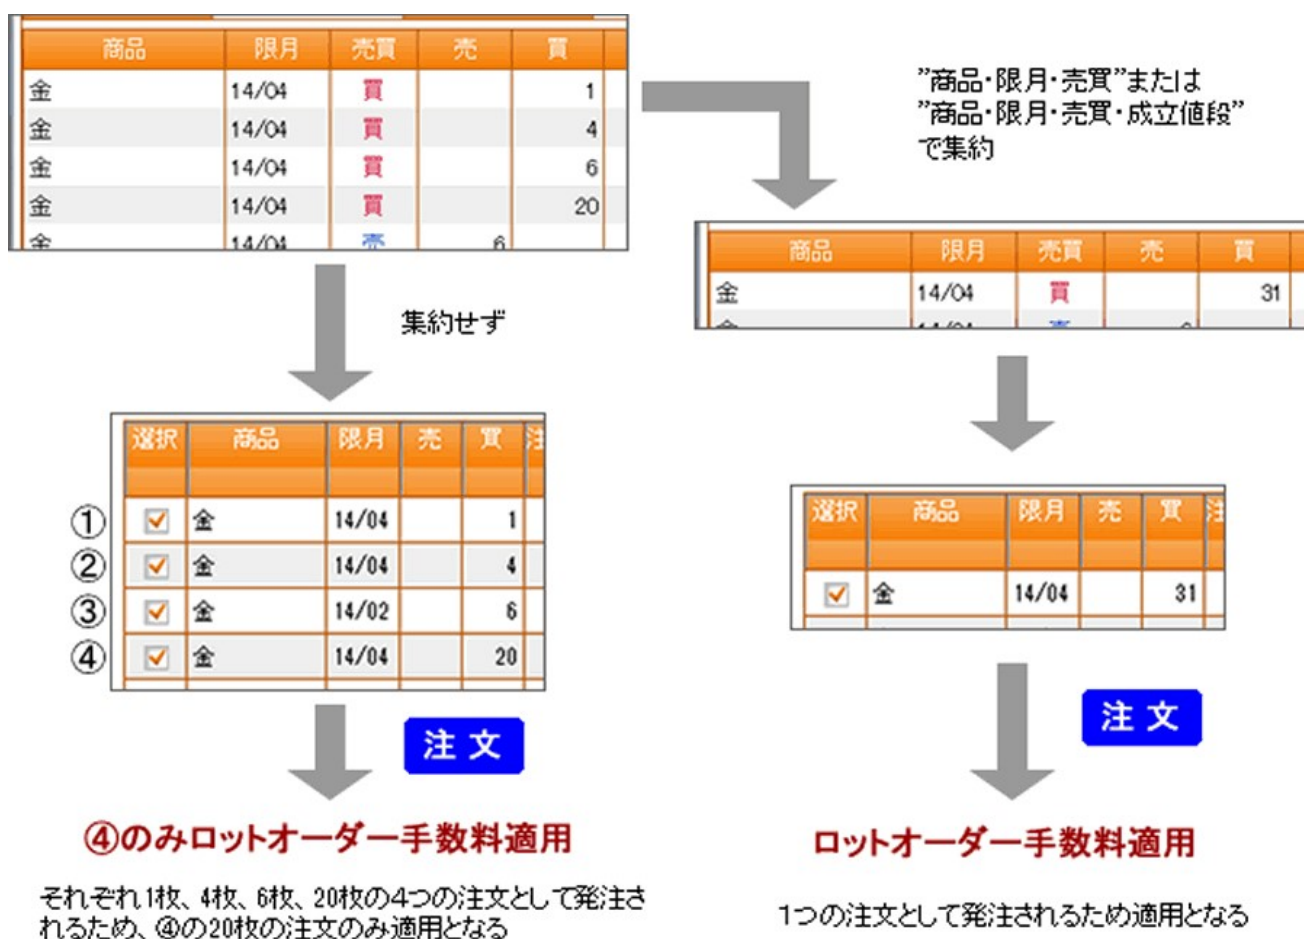 商品 限月 売買 売 買
金 14/04 買 1
金 14/04 買 4
金 14/04 買 6
金 14/04 買 20
金 14/04 売 6
"商品・限月・売買"または
"商品・限月・売買・成立値段"
で集約
商品 限月 売買 売 買
金 14/04 買 31
集約せず
選択 商品 限月 売 買 注
① 金 14/04 1
② 金 14/04 4
③ 金 14/02 6
④ 金 14/04 20
選択 商品 限月 売 買 注
金 14/04 31
注文
注文
④のみロットオーダー手数料適用
それぞれ1枚、4枚、6枚、20枚の4つの注文として発注さ
れるため、④の20枚の注文のみ適用となる
ロットオーダー手数料適用
1つの注文として発注されるため適用となる